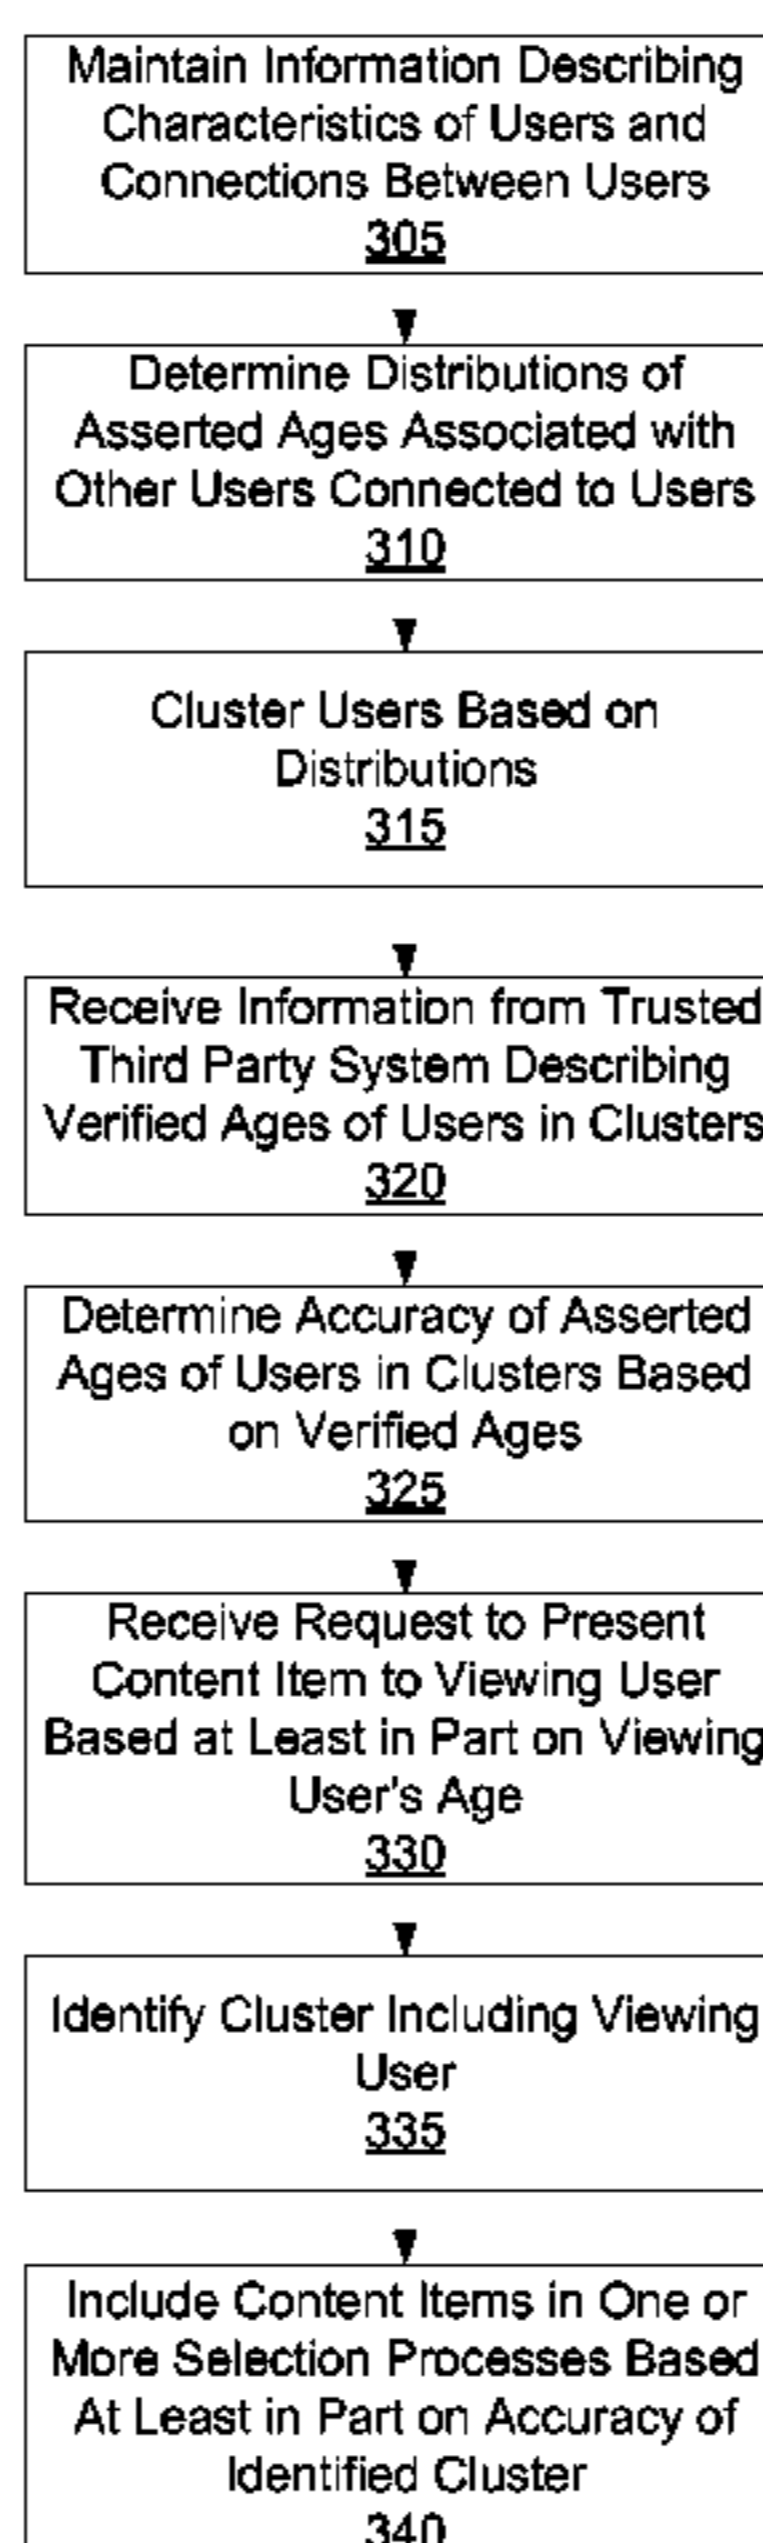 Maintain Information Describing
Characteristics of Users and
Connections Between Users
305
Determine Distributions of
Asserted Ages Associated with
Other Users Connected to Users
310
Cluster Users Based on
Distributions
315
Receive Information from Trusted
Third Party System Describing
Verified Ages of Users in Clusters
320
Determine Accuracy of Asserted
Ages of Users in Clusters Based
on Verified Ages
325
Receive Request to Present
Content Item to Viewing User
Based at Least in Part on Viewing
User's Age
330
Identify Cluster Including Viewing
User
335
Include Content Items in One or
More Selection Processes Based
At Least in Part on Accuracy of
Identified Cluster
340